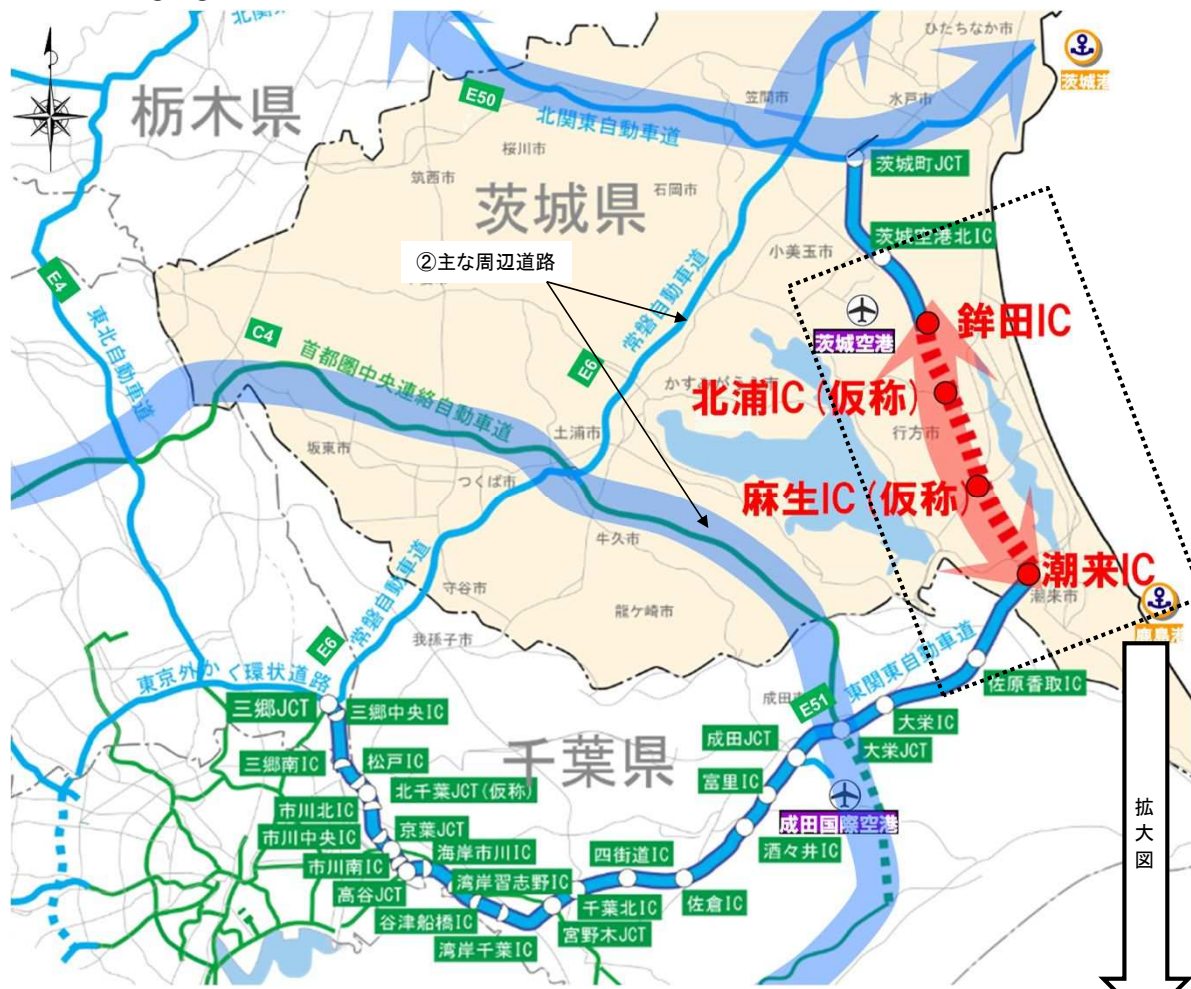 ひたちなか市
茨城港
栃木県
E50
北関東自動車道
笠間市
水戸市
桜川市
筑西市
茨城県
石岡市
茨城町JCT
茨城空港北IC
小美玉市
②主な周辺道路
常磐自動車道
E6
E4
東北自動車道
C4
首都圏中央連絡自動車道
茨城空港
鉾田IC
北浦IC(仮称)
行方市
麻生IC(仮称)
潮来IC
潮来市
土浦市
坂東市
つくば市
牛久市
守谷市
龍ケ崎市
我孫子市
常磐自動車道
E6
東京外かく環状道路
三郷JCT
三郷中央IC
東関東自動車道
佐原香取IC
E51
大栄IC
大栄JCT
成田JCT
千葉県
富里IC
成田国際空港
酒々井IC
松戸IC
三郷南IC
北千葉JCT(仮称)
市川北IC
京葉JCT
市川中央IC
海岸市川IC
市川南IC
高谷JCT
湾岸習志野IC
谷津船橋IC
湾岸千葉IC
四街道IC
千葉北IC
宮野木JCT
佐倉IC
拡大図